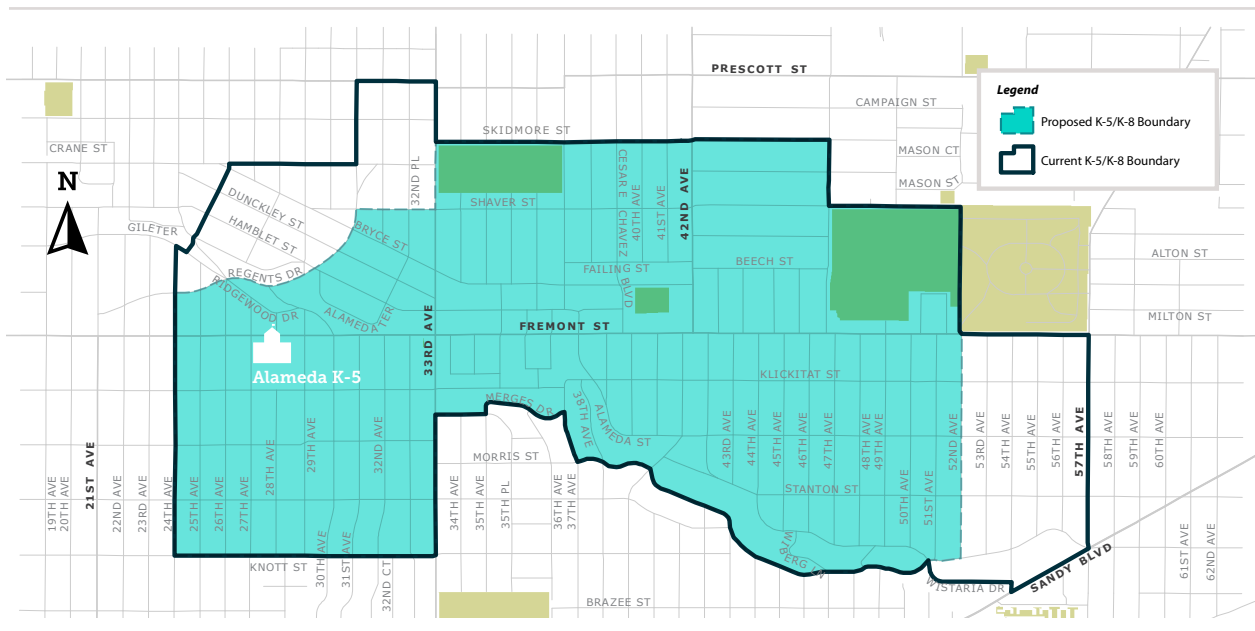 PRESCOTT ST
CAMPAIGN ST
Legend
Proposed K-5/K-8 Boundary
Current K-5/K-8 Boundary
SKIDMORE ST
CRANE ST
MASON CT
MASON ST
N
32ND PL
CESAR E CHAVEZ BLVD
40TH AVE
41ST AVE
42ND AVE
DUNCKLEY ST
SHAVER ST
HAMBLET ST
GILETER
BRYCE ST
ALTON ST
BEECH ST
FAILING ST
REGENTS DR
RIDGEWOOD DR
ALAMEDA TER
MILTON ST
FREMONT ST
33RD AVE
Alameda K-5
KLICKITAT ST
MERGES DR
38TH AVE
ALAMEDA ST
MORRIS ST
STANTON ST
19TH AVE
20TH AVE
21ST AVE
22ND AVE
23RD AVE
24TH AVE
25TH AVE
26TH AVE
27TH AVE
28TH AVE
29TH AVE
32ND AVE
34TH AVE
35TH AVE
35TH PL
36TH AVE
37TH AVE
43RD AVE
44TH AVE
45TH AVE
46TH AVE
47TH AVE
48TH AVE
49TH AVE
50TH AVE
51ST AVE
52ND AVE
53RD AVE
54TH AVE
55TH AVE
56TH AVE
57TH AVE
58TH AVE
59TH AVE
60TH AVE
61ST AVE
62ND AVE
WIBERG LN
KNOTT ST
30TH AVE
31ST AVE
32ND CT
SANDY BLVD
WISTARIA DR
BRAZEE ST